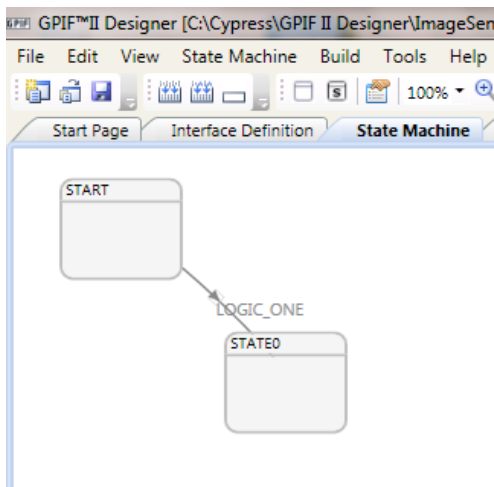 GPIF GPIF™II Designer [C:\Cypress\GPIF II Designer\ImageSen
File Edit View State Machine Build Tools Help
S 100%
Start Page Interface Definition State Machine
START
LOGIC_ONE
STATE0